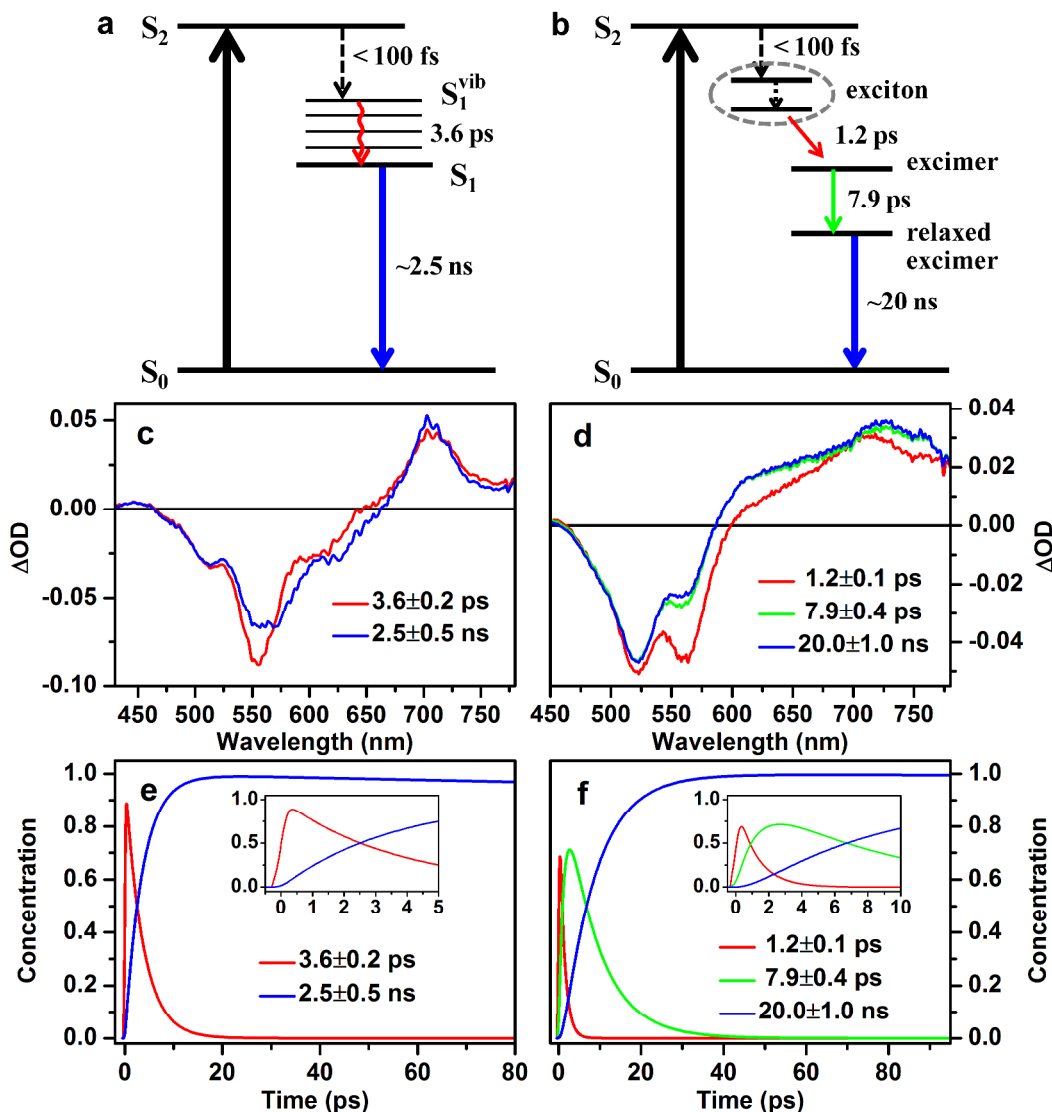 a
S2
< 100 fs
S1vib
3.6 ps
S1
~2.5 ns
S0
b
S2
< 100 fs
exciton
1.2 ps
excimer
7.9 ps
relaxed
excimer
~20 ns
S0
c
0.05
0.00
-0.05
-0.10
ΔOD
3.6±0.2 ps
2.5±0.5 ns
450 500 550 600 650 700 750
Wavelength (nm)
d
0.04
0.02
0.00
-0.02
-0.04
ΔOD
1.2±0.1 ps
7.9±0.4 ps
20.0±1.0 ns
450 500 550 600 650 700 750
Wavelength (nm)
e
1.0
0.8
0.6
0.4
0.2
0.0
Concentration
1.0
0.5
0.0
0 1 2 3 4 5
3.6±0.2 ps
2.5±0.5 ns
0 20 40 60 80
Time (ps)
f
1.0
0.8
0.6
0.4
0.2
0.0
Concentration
1.0
0.5
0.0
0 2 4 6 8 10
1.2±0.1 ps
7.9±0.4 ps
20.0±1.0 ns
0 20 40 60 80
Time (ps)